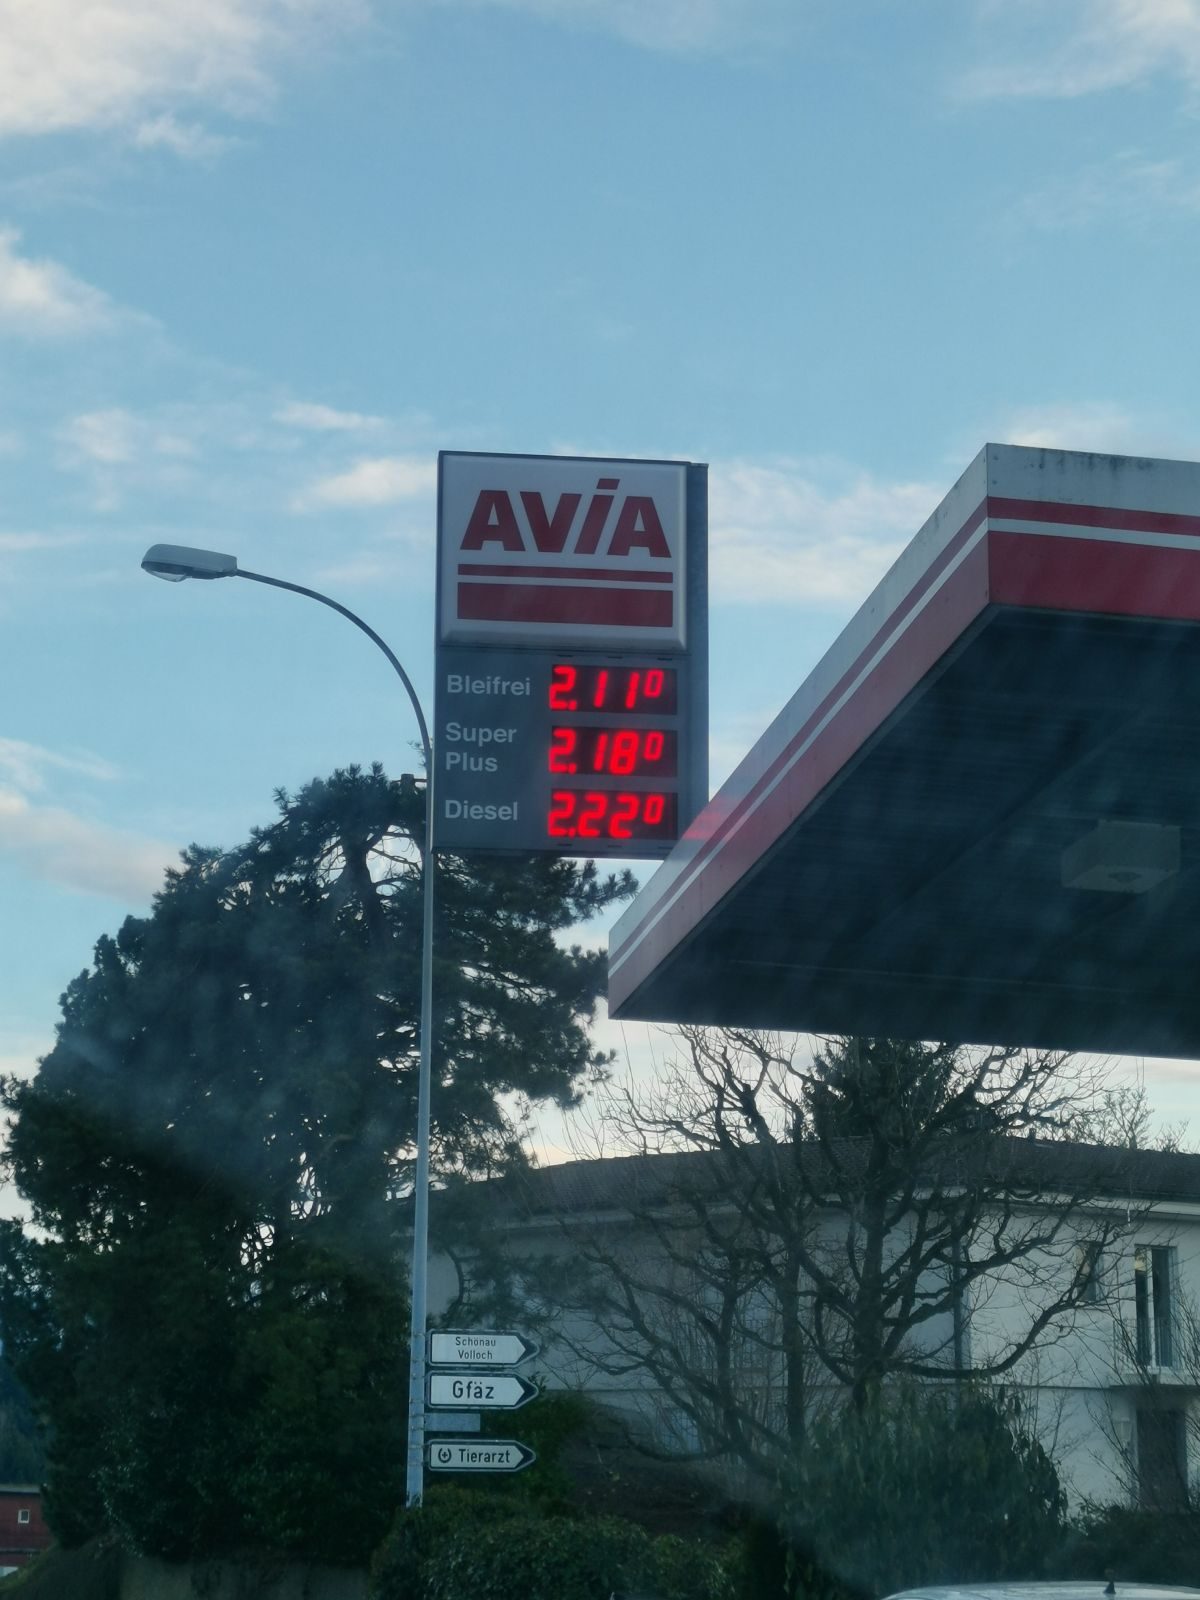 AVIA
Bleifrei 2.110
Super
Plus 2.180
Diesel 2.220
Schönau
Volloch
Gfäz
Tierarzt